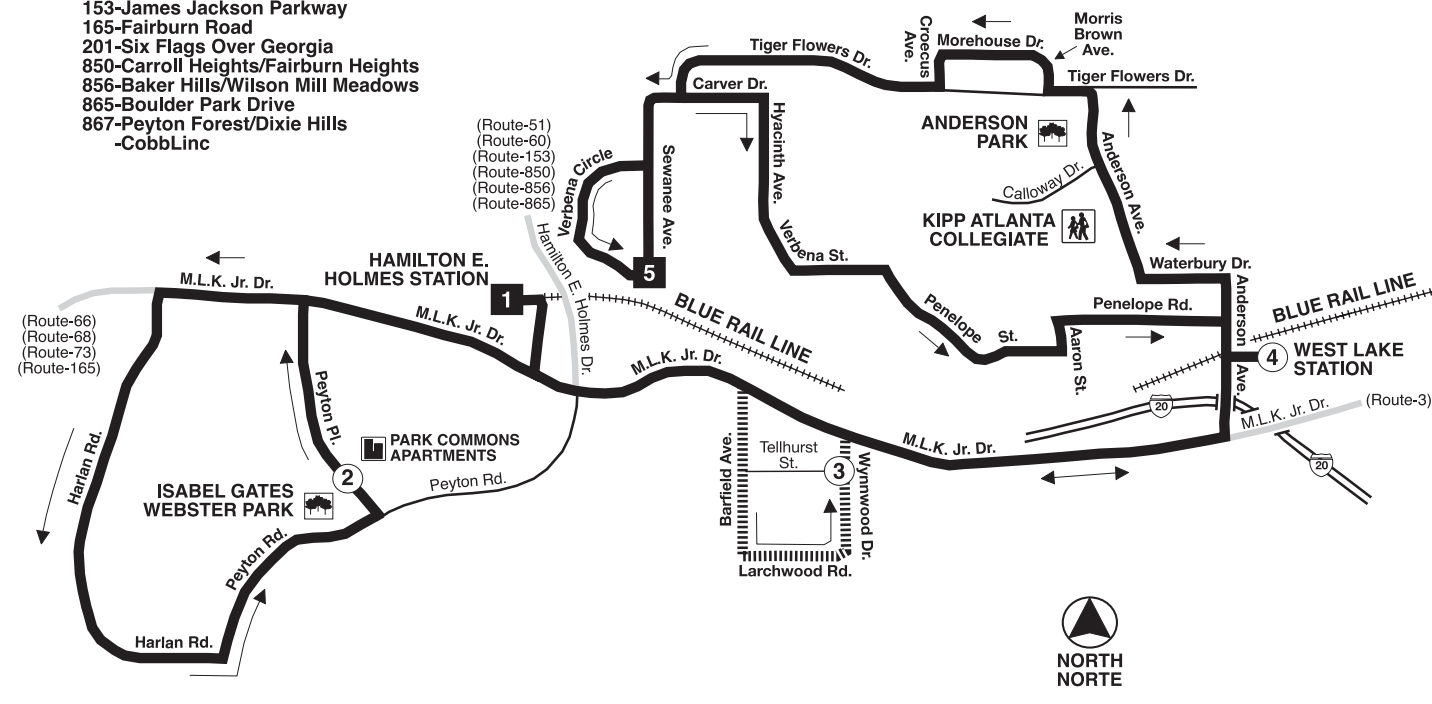 153-James Jackson Parkway
165-Fairburn Road
201-Six Flags Over Georgia
850-Carroll Heights/Fairburn Heights
856-Baker Hills/Wilson Mill Meadows
865-Boulder Park Drive
867-Peyton Forest/Dixie Hills
-CobbLinc
Croecus
Ave.
Morehouse Dr.
Morris
Brown
Ave.
Tiger Flowers Dr.
Tiger Flowers Dr.
Carver Dr.
Hyacinth Ave.
ANDERSON
PARK
Anderson Ave.
Calloway Dr.
KIPP ATLANTA
COLLEGIATE
(Route-51)
(Route-60)
(Route-153)
(Route-850)
(Route-856)
(Route-865)
Verbena Circle
Sewanee Ave.
5
Verbena St.
Waterbury Dr.
Hamilton E. Holmes Dr.
HAMILTON E.
HOLMES STATION
1
M.L.K. Jr. Dr.
M.L.K. Jr. Dr.
BLUE RAIL LINE
Penelope
St.
Penelope Rd.
Aaron St.
Anderson
Ave.
BLUE RAIL LINE
4
WEST LAKE
STATION
(Route-66)
(Route-68)
(Route-73)
(Route-165)
M.L.K. Jr. Dr.
20
M.L.K. Jr. Dr.
(Route-3)
Peyton Pl.
PARK COMMONS
APARTMENTS
2
Harlan Rd.
ISABEL GATES
WEBSTER PARK
Peyton Rd.
Peyton Rd.
Barfield Ave.
Tellhurst
St.
3
Wynnwood Dr.
M.L.K. Jr. Dr.
20
Larchwood Rd.
Harlan Rd.
NORTH
NORTE